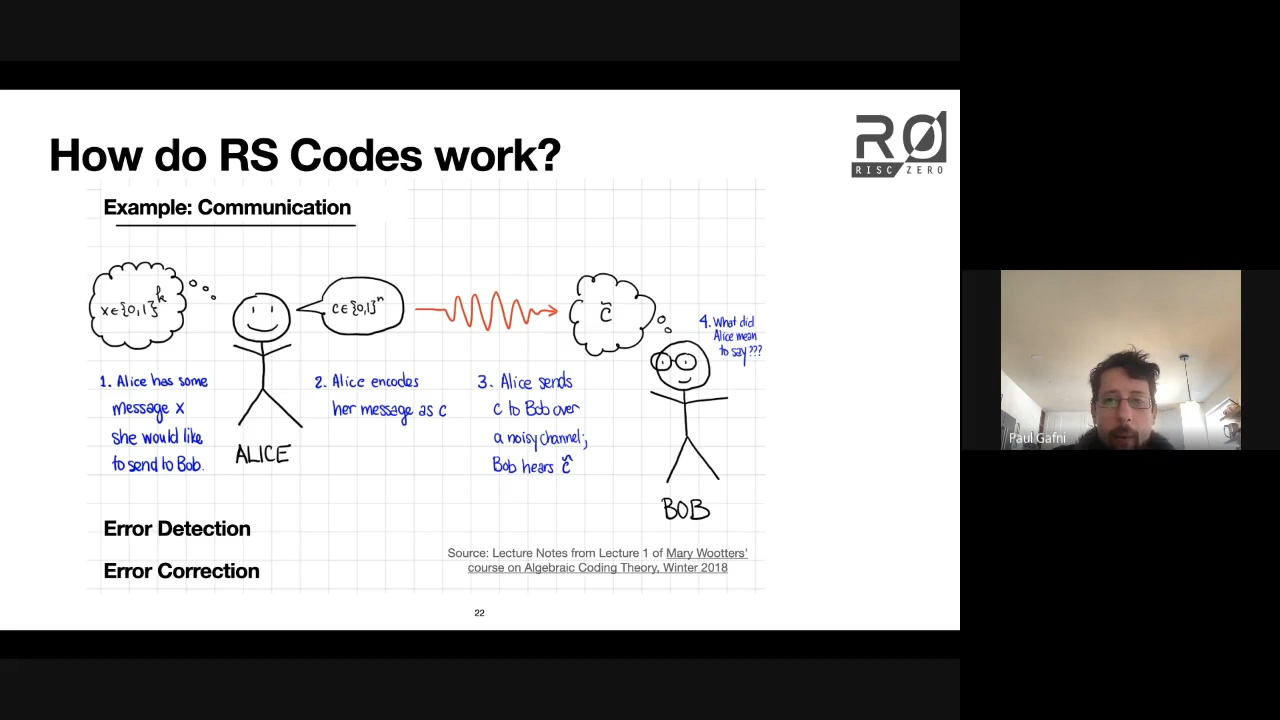 How do RS Codes work?
RØ
RISC ZERO
Example: Communication
x∈{0,1}^k
c∈{0,1}^n
c̃
4. What did
Alice mean
to say???
1. Alice has some
message x
she would like
to send to Bob.
2. Alice encodes
her message as c
3. Alice sends
c to Bob over
a noisy channel;
Bob hears c̃
ALICE
BOB
Error Detection
Error Correction
Source: Lecture Notes from Lecture 1 of Mary Wootters'
course on Algebraic Coding Theory, Winter 2018
22
Paul Gafni